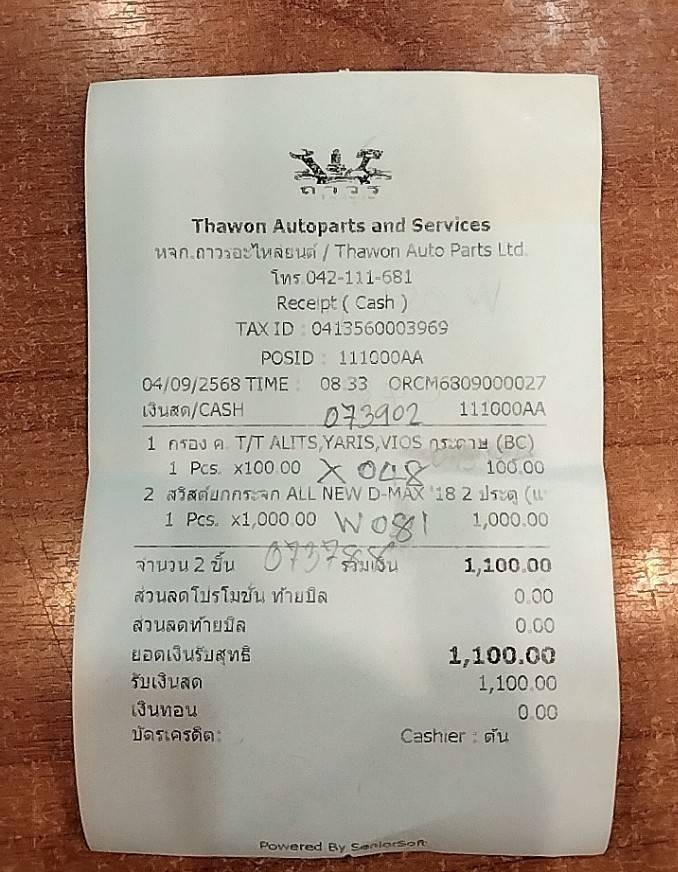 ถาวร
Thawon Autoparts and Services
หจก.ถาวรอะไหล่ยนต์ / Thawon Auto Parts Ltd.
โทร 042-111-681
Receipt ( Cash )
TAX ID : 0413560003969
POSID : 111000AA
04/09/2568 TIME : 08 33 ORCM6809000027
เงินสด/CASH 073902 111000AA
1 กรอง ค. T/T ALITS,YARIS,VIOS กระดาษ (BC)
1 Pcs. x100.00 X 048 100.00
2 สวิสต์ยกกระจก ALL NEW D-MAX '18 2 ประตู (แ
1 Pcs. x1,000.00 W081 1,000.00
จำนวน 2 ชิ้น 073788 รวมเงิน 1,100.00
ส่วนลดโปรโมชั่น ท้ายบิล 0.00
ส่วนลดท้ายบิล 0.00
ยอดเงินรับสุทธิ 1,100.00
รับเงินสด 1,100.00
เงินทอน 0.00
บัตรเครดิต: Cashier : ต้น
Powered By SeniorSoft